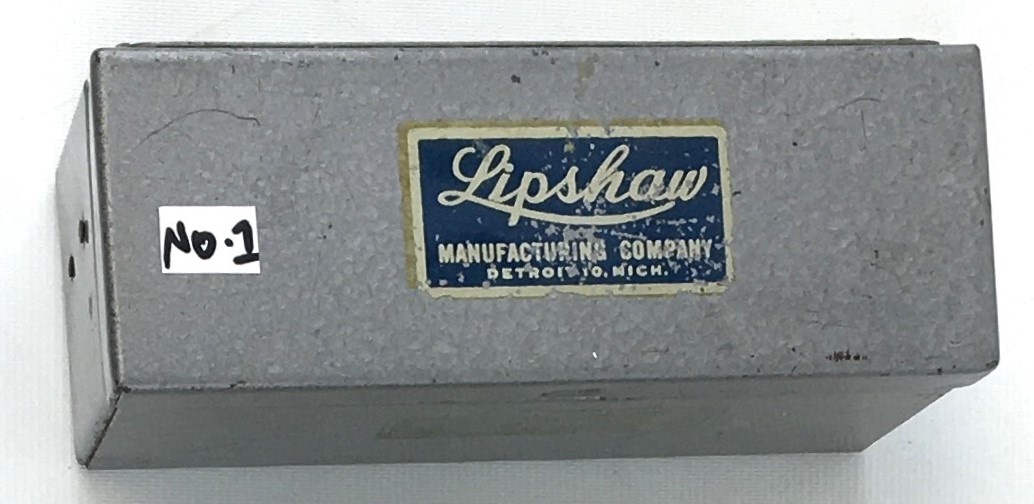 No.1
Lipshaw
MANUFACTURING COMPANY
DETROIT 10, MICH.